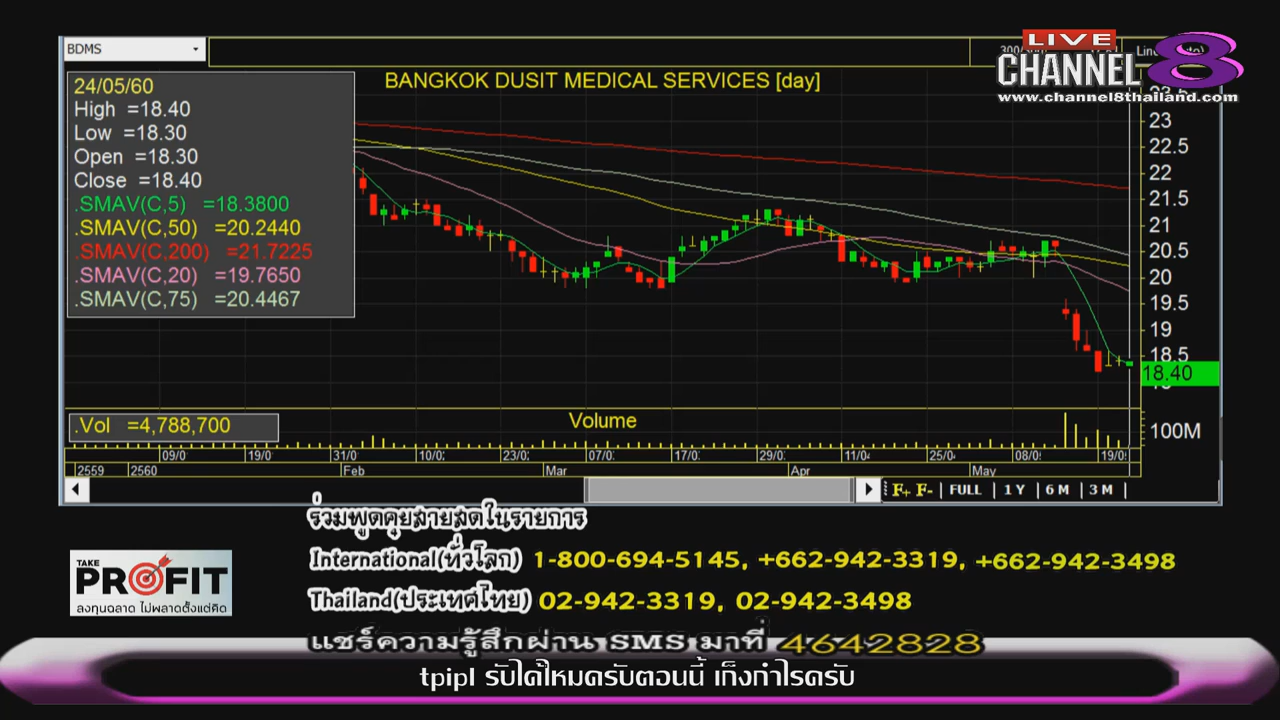 BDMS
LIVE
CHANNEL 8
www.channel8thailand.com
BANGKOK DUSIT MEDICAL SERVICES [day]
24/05/60
High =18.40
Low =18.30
Open =18.30
Close =18.40
.SMAV(C,5) =18.3800
.SMAV(C,50) =20.2440
.SMAV(C,200) =21.7225
.SMAV(C,20) =19.7650
.SMAV(C,75) =20.4467
23
22.5
22
21.5
21
20.5
20
19.5
19
18.5
18.40
.Vol =4,788,700
Volume
100M
09/0 19/0 31/0 10/0 23/0 07/0 17/0 29/0 11/0 25/0 08/0 19/0
2559 2560 Feb Mar Apr May
F+ F- FULL 1 Y 6 M 3 M
ร่วมพูดคุยสายสดในรายการ
International(ทั่วโลก) 1-800-694-5145, +662-942-3319, +662-942-3498
TAKE
PROFIT
ลงทุนฉลาด ไม่พลาดตั้งแต่คิด
Thailand(ประเทศไทย) 02-942-3319, 02-942-3498
แชร์ความรู้สึกผ่าน SMS มาที่ 4642828
tpipl รับได้ไหมครับตอนนี้ เก็งกำไรครับ